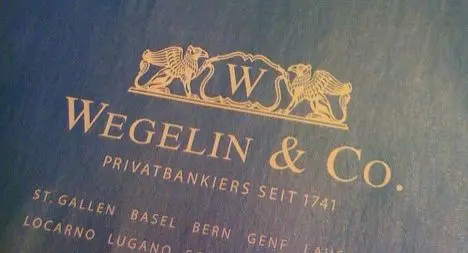 W
WEGELIN & CO.
PRIVATBANKIERS SEIT 1741
ST. GALLEN BASEL BERN GENF
LOCARNO LUGANO